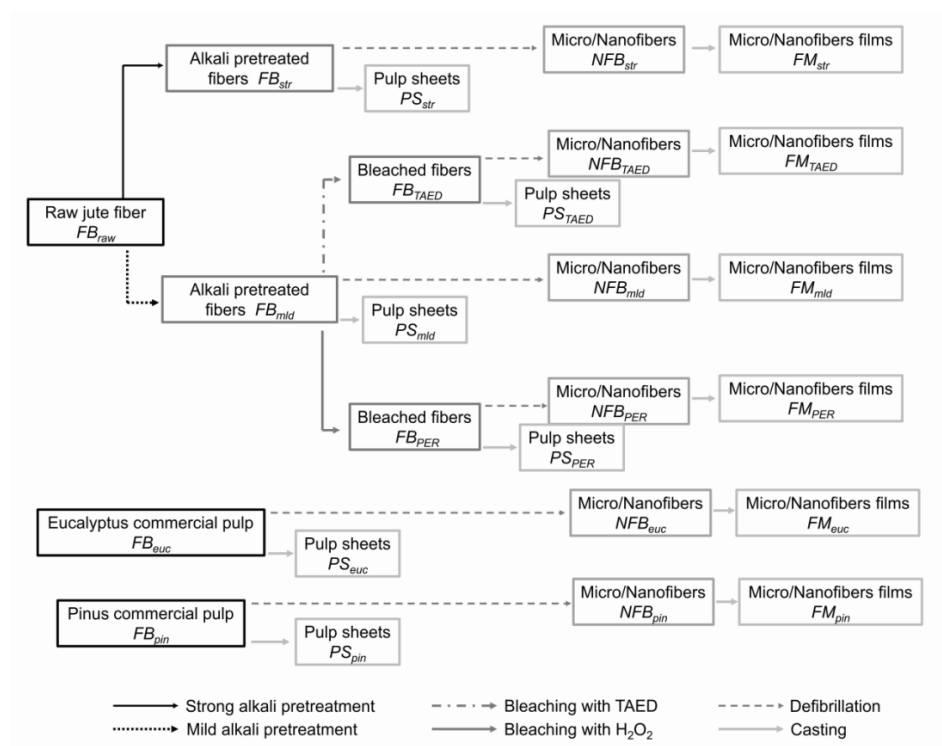 Alkali pretreated
fibers FBstr
Micro/Nanofibers
NFBstr
Micro/Nanofibers films
FMstr
Pulp sheets
PSstr
Bleached fibers
FBTAED
Micro/Nanofibers
NFBTAED
Micro/Nanofibers films
FMTAED
Pulp sheets
PSTAED
Raw jute fiber
FBraw
Alkali pretreated
fibers FBmld
Micro/Nanofibers
NFBmld
Micro/Nanofibers films
FMmld
Pulp sheets
PSmld
Bleached fibers
FBPER
Micro/Nanofibers
NFBPER
Micro/Nanofibers films
FMPER
Pulp sheets
PSPER
Eucalyptus commercial pulp
FBeuc
Micro/Nanofibers
NFBeuc
Micro/Nanofibers films
FMeuc
Pulp sheets
PSeuc
Pinus commercial pulp
FBpin
Micro/Nanofibers
NFBpin
Micro/Nanofibers films
FMpin
Pulp sheets
PSpin
Strong alkali pretreatment
Bleaching with TAED
Defibrillation
Mild alkali pretreatment
Bleaching with H₂O₂
Casting